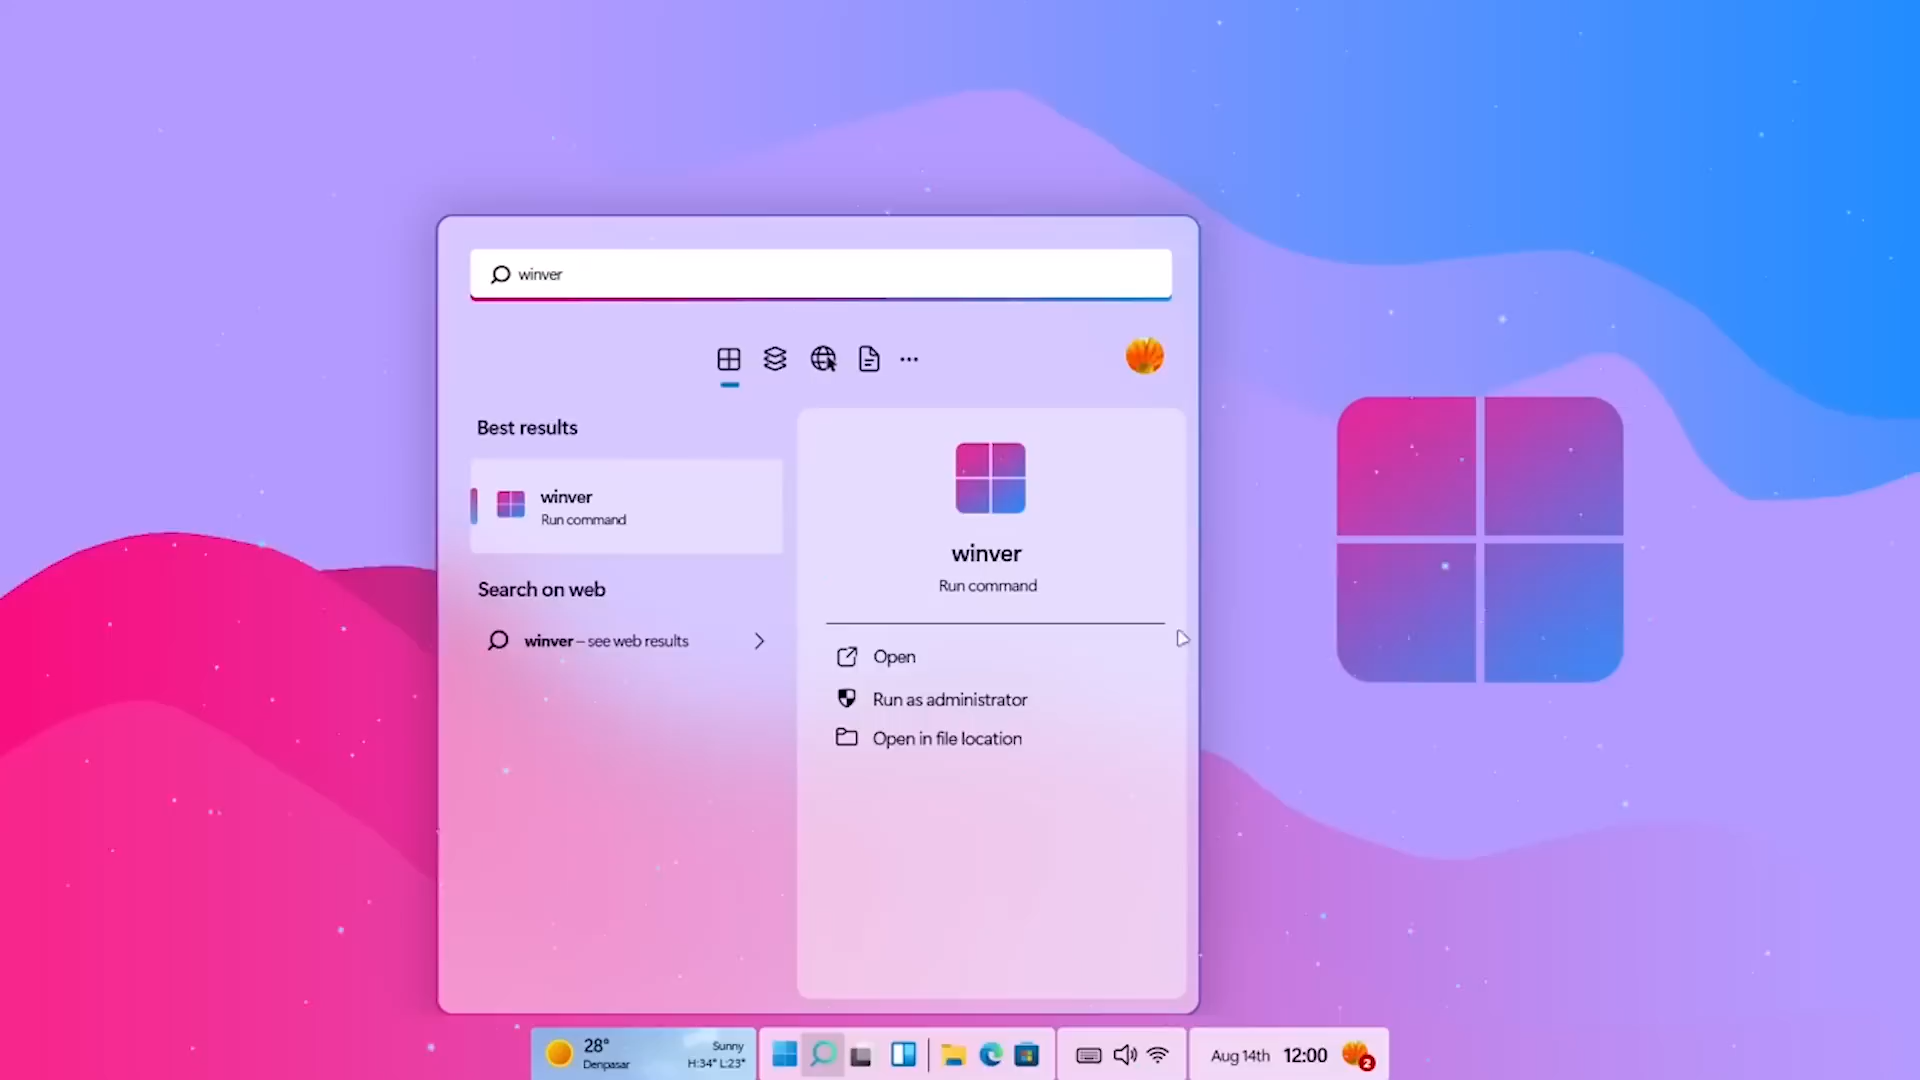 winver
Best results
winver
Run command
Search on web
winver – see web results
winver
Run command
Open
Run as administrator
Open in file location
28°
Denpasar
Sunny
H:34° L:23°
Aug 14th 12:00
2